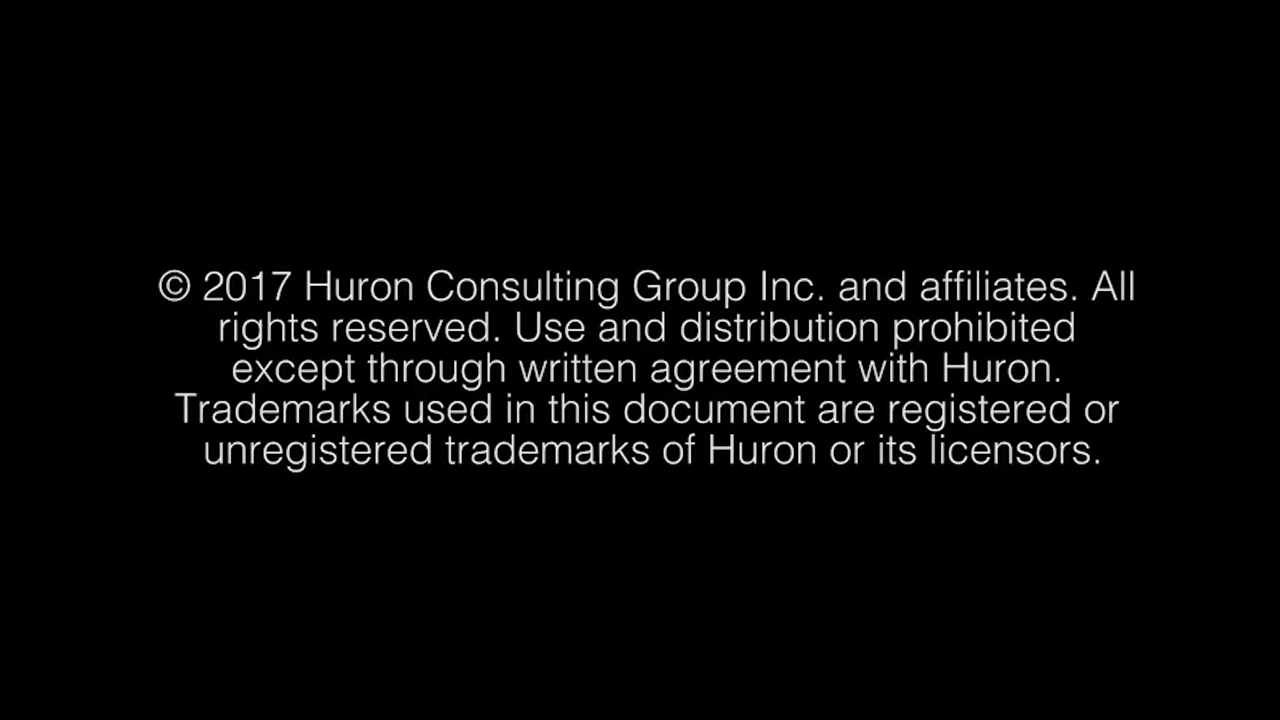 © 2017 Huron Consulting Group Inc. and affiliates. All
rights reserved. Use and distribution prohibited
except through written agreement with Huron.
Trademarks used in this document are registered or
unregistered trademarks of Huron or its licensors.